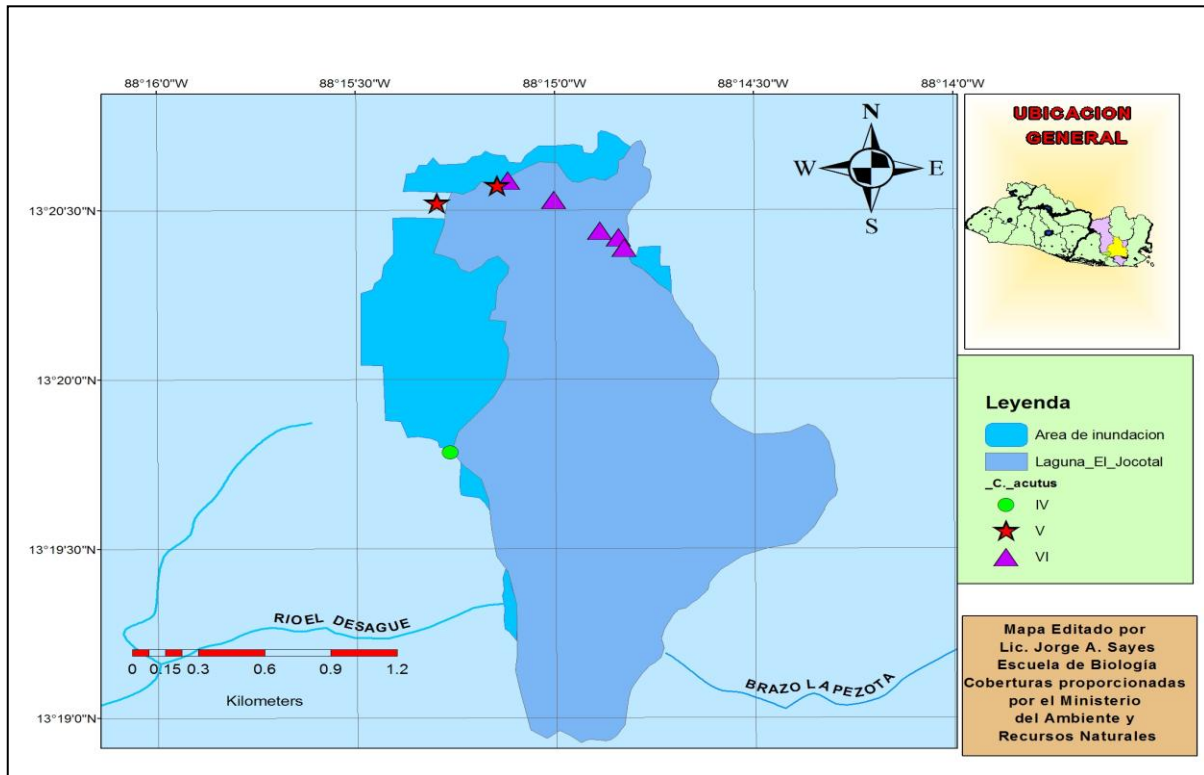 88°16'0"W
88°15'30"W
88°15'0"W
88°14'30"W
88°14'0"W
13°20'30"N
13°20'0"N
13°19'30"N
13°19'0"N
N
W
E
S
RIOEL DESAGUE
BRAZO LA PEZOTA
0 0.15 0.3 0.6 0.9 1.2
Kilometers
UBICACION
GENERAL
Leyenda
Area de inundacion
Laguna_El_Jocotal
_C._acutus
IV
V
VI
Mapa Editado por
Lic. Jorge A. Sayes
Escuela de Biología
Coberturas proporcionadas
por el Ministerio
del Ambiente y
Recursos Naturales